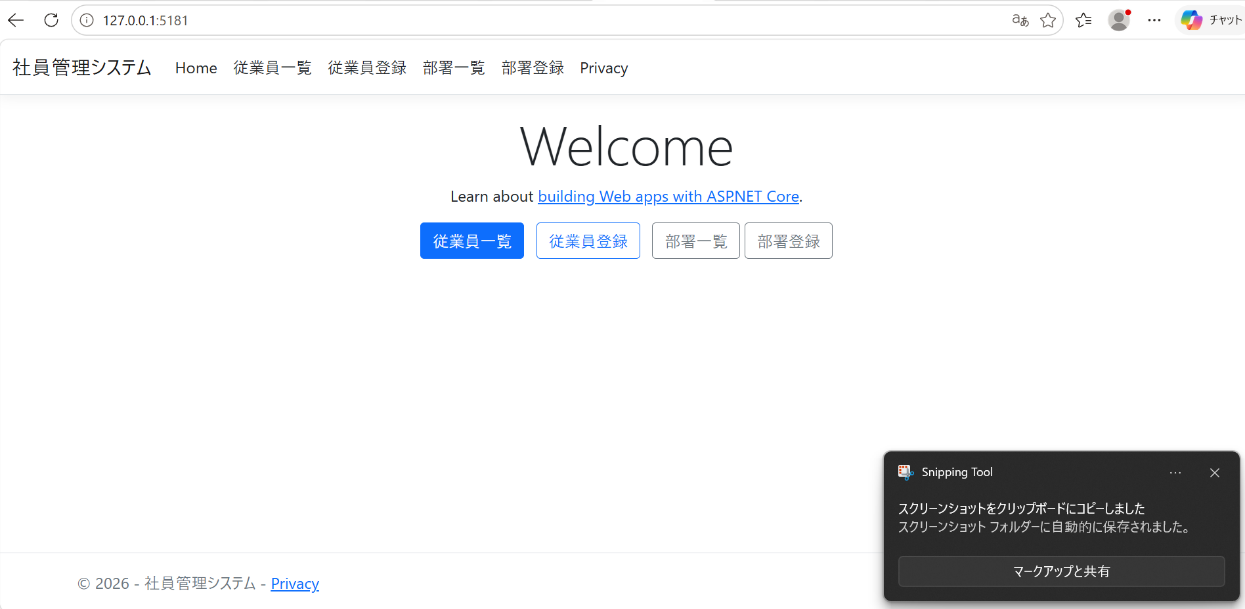 127.0.0.1:5181
チャット
社員管理システム Home 従業員一覧 従業員登録 部署一覧 部署登録 Privacy
Welcome
Learn about building Web apps with ASP.NET Core.
従業員一覧 従業員登録 部署一覧 部署登録
Snipping Tool
スクリーンショットをクリップボードにコピーしました
スクリーンショット フォルダーに自動的に保存されました。
マークアップと共有
© 2026 - 社員管理システム - Privacy